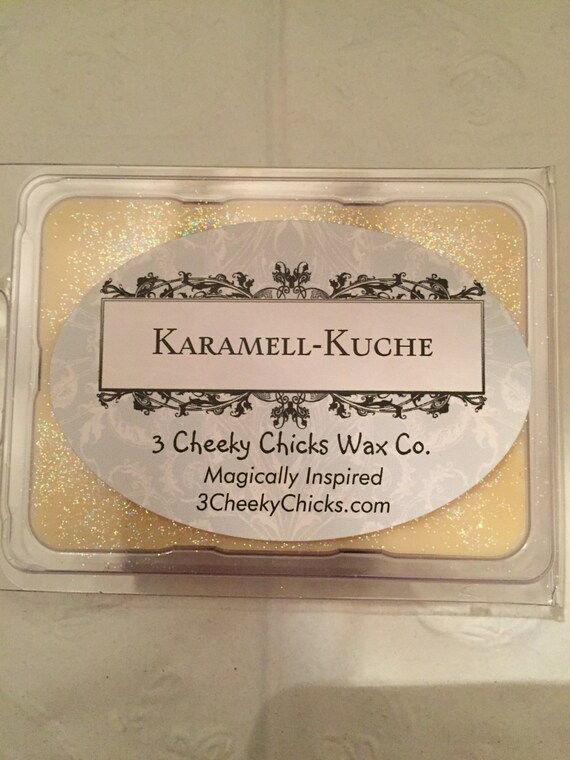 Karamell-Kuche
3 Cheeky Chicks Wax Co.
Magically Inspired
3CheekyChicks.com